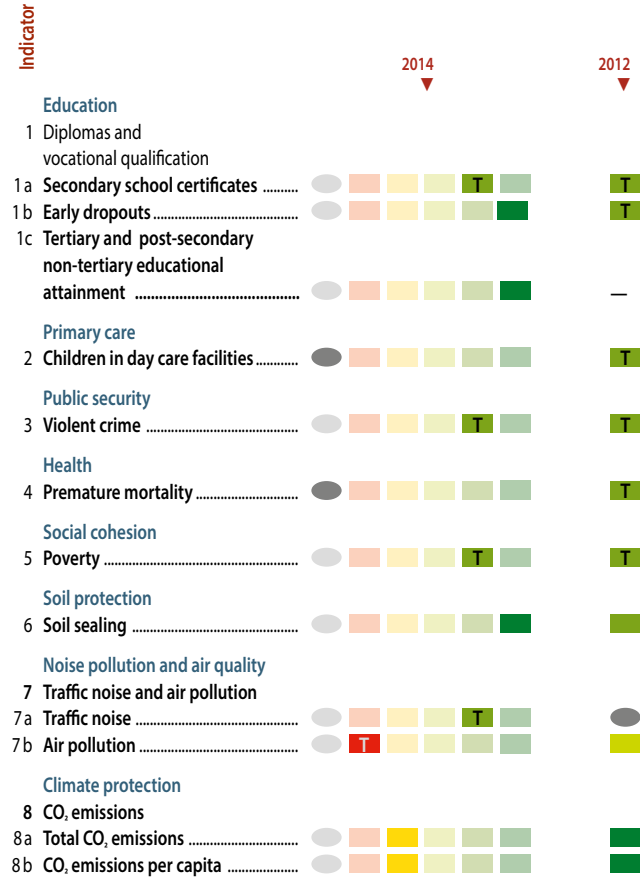 Indicator
2014 2012
Education
1 Diplomas and
vocational qualification
1a Secondary school certificates .......... T T
1b Early dropouts ......................................... T
1c Tertiary and post-secondary
non-tertiary educational
attainment .......................................... —
Primary care
2 Children in day care facilities ............ T
Public security
3 Violent crime ........................................... T T
Health
4 Premature mortality ............................. T
Social cohesion
5 Poverty ....................................................... T T
Soil protection
6 Soil sealing ...............................................
Noise pollution and air quality
7 Traffic noise and air pollution
7a Traffic noise .............................................. T
7b Air pollution ............................................. T
Climate protection
8 CO₂ emissions
8a Total CO₂ emissions ...............................
8b CO₂ emissions per capita ....................